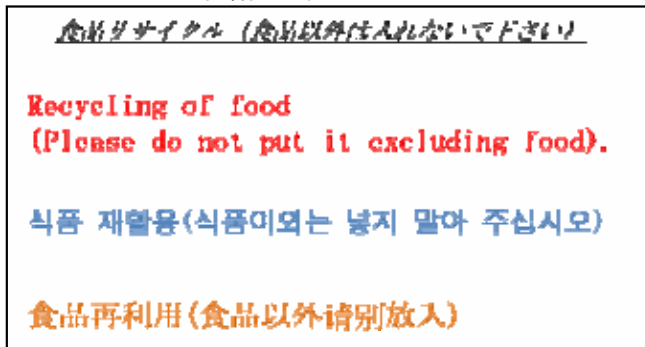 食品リサイクル（食品以外は入れないで下さい）
Recycling of food
(Please do not put it excluding food).
식품 재활용(식품이외는 넣지 말아 주십시오)
食品再利用(食品以外请别放入)